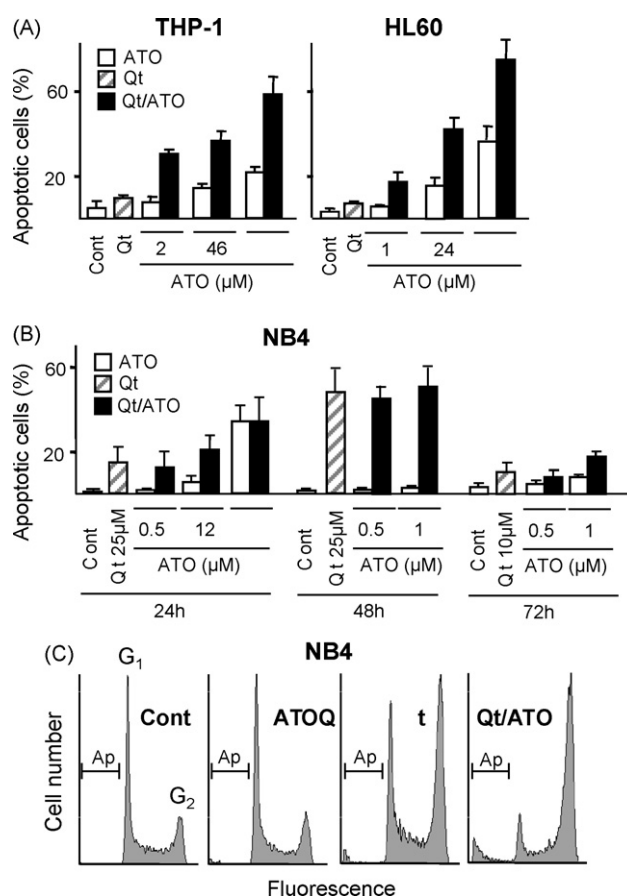 (A) THP-1 HL60
Apoptotic cells (%)
60
20
ATO
Qt
Qt/ATO
Cont Qt 2 46
ATO (µM)
60
20
Cont Qt 1 24
ATO (µM)
(B) NB4
Apoptotic cells (%)
60
20
ATO
Qt
Qt/ATO
Cont Qt 25µM 0.5 12
ATO (µM)
24h
Cont Qt 25µM 0.5 1
ATO (µM)
48h
Cont Qt 10µM 0.5 1
ATO (µM)
72h
(C) NB4
Cell number
G1 Cont Ap G2
ATOQ Ap
t Ap
Qt/ATO Ap
Fluorescence